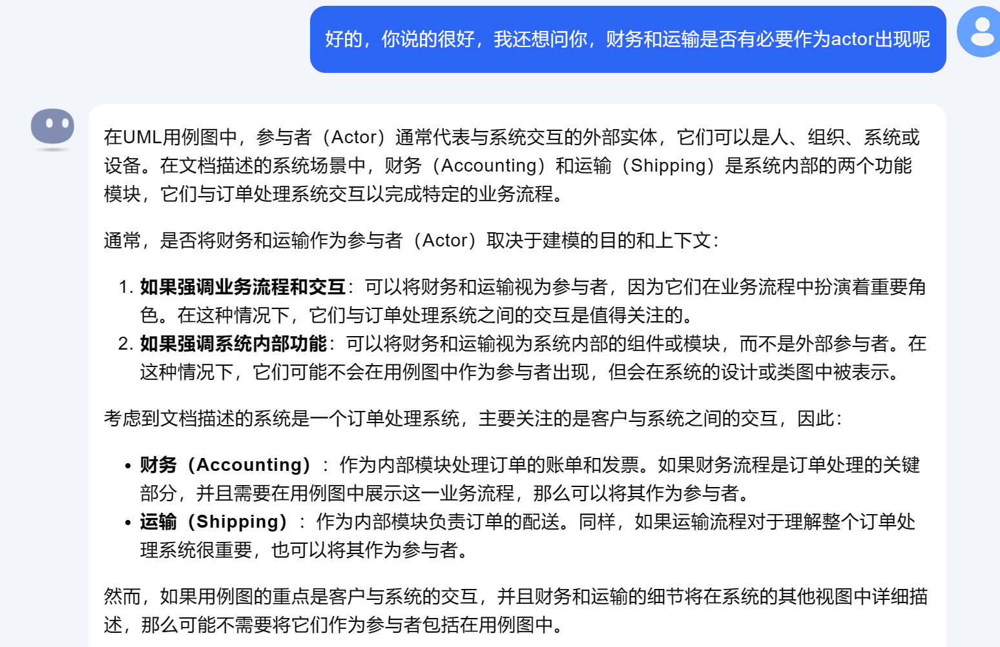 好的，你说的很好，我还想问你，财务和运输是否有必要作为actor出现呢
在UML用例图中，参与者（Actor）通常代表与系统交互的外部实体，它们可以是人、组织、系统或
设备。在文档描述的系统场景中，财务（Accounting）和运输（Shipping）是系统内部的两个功能
模块，它们与订单处理系统交互以完成特定的业务流程。
通常，是否将财务和运输作为参与者（Actor）取决于建模的目的和上下文：
1. 如果强调业务流程和交互：可以将财务和运输视为参与者，因为它们在业务流程中扮演着重要角
色。在这种情况下，它们与订单处理系统之间的交互是值得关注的。
2. 如果强调系统内部功能：可以将财务和运输视为系统内部的组件或模块，而不是外部参与者。在
这种情况下，它们可能不会在用例图中作为参与者出现，但会在系统的设计或类图中被表示。
考虑到文档描述的系统是一个订单处理系统，主要关注的是客户与系统之间的交互，因此：
• 财务（Accounting）：作为内部模块处理订单的账单和发票。如果财务流程是订单处理的关键
部分，并且需要在用例图中展示这一业务流程，那么可以将其作为参与者。
• 运输（Shipping）：作为内部模块负责订单的配送。同样，如果运输流程对于理解整个订单处
理系统很重要，也可以将其作为参与者。
然而，如果用例图的重点是客户与系统的交互，并且财务和运输的细节将在系统的其他视图中详细描
述，那么可能不需要将它们作为参与者包括在用例图中。